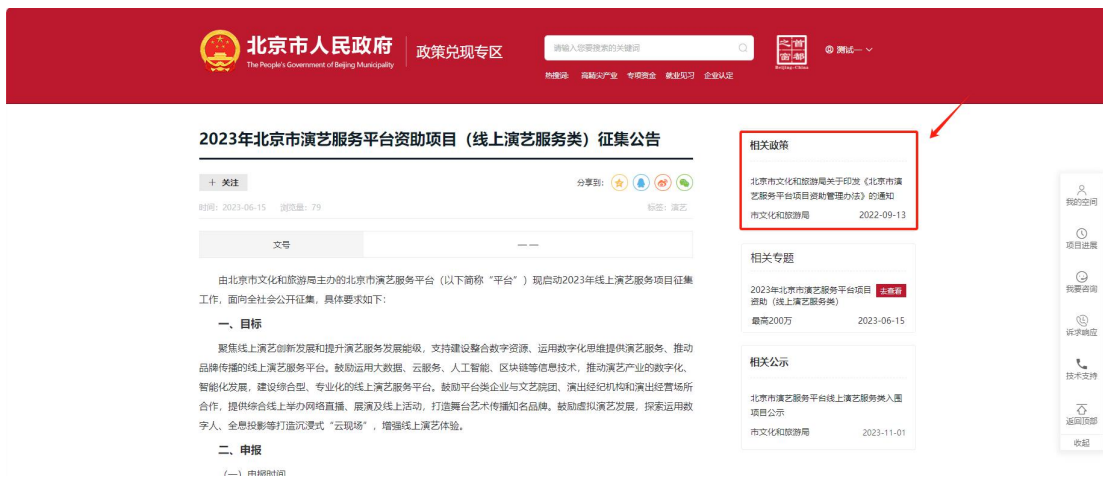 北京市人民政府
The People's Government of Beijing Municipality
政策兑现专区
请输入您要搜索的关键词
热搜词: 高精尖产业 专项资金 就业见习 企业认定
首都之窗
Beijing-China
测试一
2023年北京市演艺服务平台资助项目（线上演艺服务类）征集公告
+ 关注
分享到:
时间: 2023-06-15 浏览量: 79
标签: 演艺
文号
——
由北京市文化和旅游局主办的北京市演艺服务平台（以下简称“平台”）现启动2023年线上演艺服务项目征集
工作，面向全社会公开征集，具体要求如下：
一、目标
聚焦线上演艺创新发展和提升演艺服务发展能级，支持建设整合数字资源、运用数字化思维提供演艺服务、推动
品牌传播的线上演艺服务平台。鼓励运用大数据、云服务、人工智能、区块链等信息技术，推动演艺产业的数字化、
智能化发展，建设综合型、专业化的线上演艺服务平台。鼓励平台类企业与文艺院团、演出经纪机构和演出经营场所
合作，提供综合线上举办网络直播、展演及线上活动，打造舞台艺术传播知名品牌。鼓励虚拟演艺发展，探索运用数
字人、全息投影等打造沉浸式“云现场”，增强线上演艺体验。
二、申报
（一）申报时间
相关政策
北京市文化和旅游局关于印发《北京市演
艺服务平台项目资助管理办法》的通知
市文化和旅游局 2022-09-13
相关专题
2023年北京市演艺服务平台项目
资助（线上演艺服务类）
去查看
最高200万 2023-06-15
相关公示
北京市演艺服务平台线上演艺服务类入围
项目公示
市文化和旅游局 2023-11-01
我的空间
项目进展
我要咨询
诉求响应
技术支持
返回顶部
收起